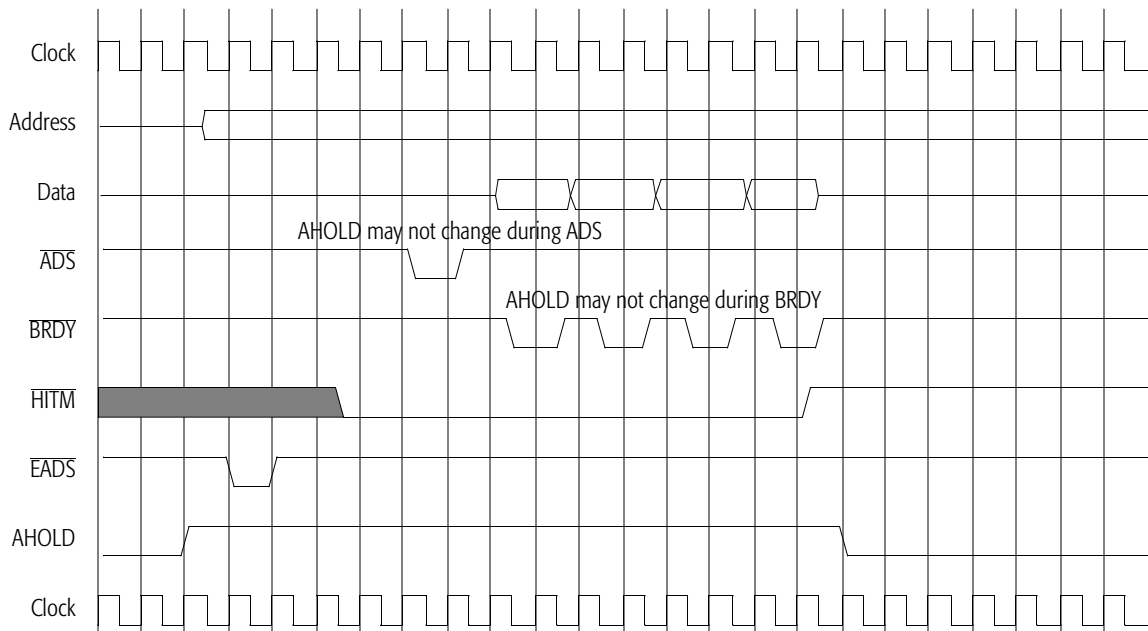 Clock
Address
Data
AHOLD may not change during ADS
ADS
AHOLD may not change during BRDY
BRDY
HITM
EADS
AHOLD
Clock